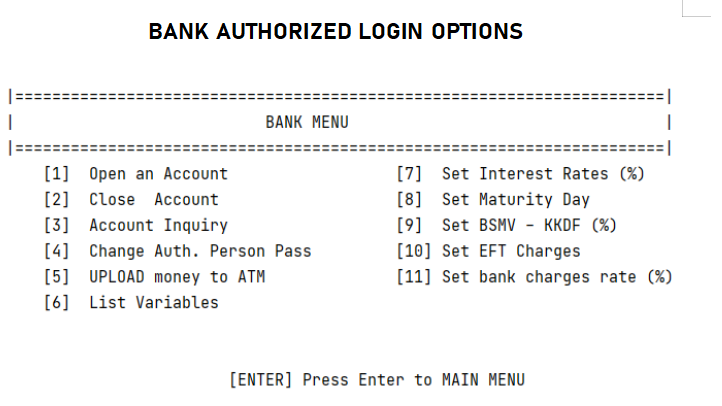 BANK AUTHORIZED LOGIN OPTIONS
|======================================================================|
| BANK MENU |
|======================================================================|
[1] Open an Account [7] Set Interest Rates (%)
[2] Close Account [8] Set Maturity Day
[3] Account Inquiry [9] Set BSMV - KKDF (%)
[4] Change Auth. Person Pass [10] Set EFT Charges
[5] UPLOAD money to ATM [11] Set bank charges rate (%)
[6] List Variables
[ENTER] Press Enter to MAIN MENU